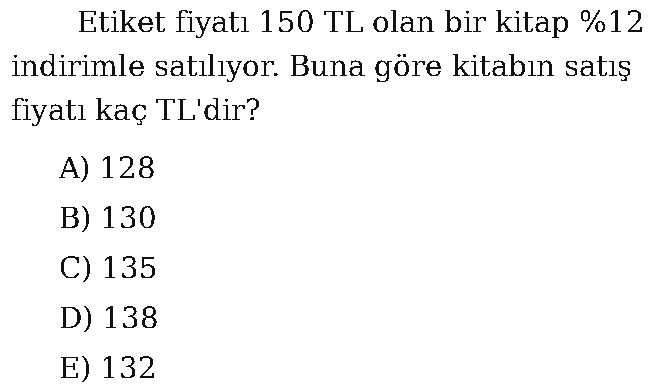 Etiket fiyatı 150 TL olan bir kitap %12
indirimle satılıyor. Buna göre kitabın satış
fiyatı kaç TL'dir?
A) 128
B) 130
C) 135
D) 138
E) 132